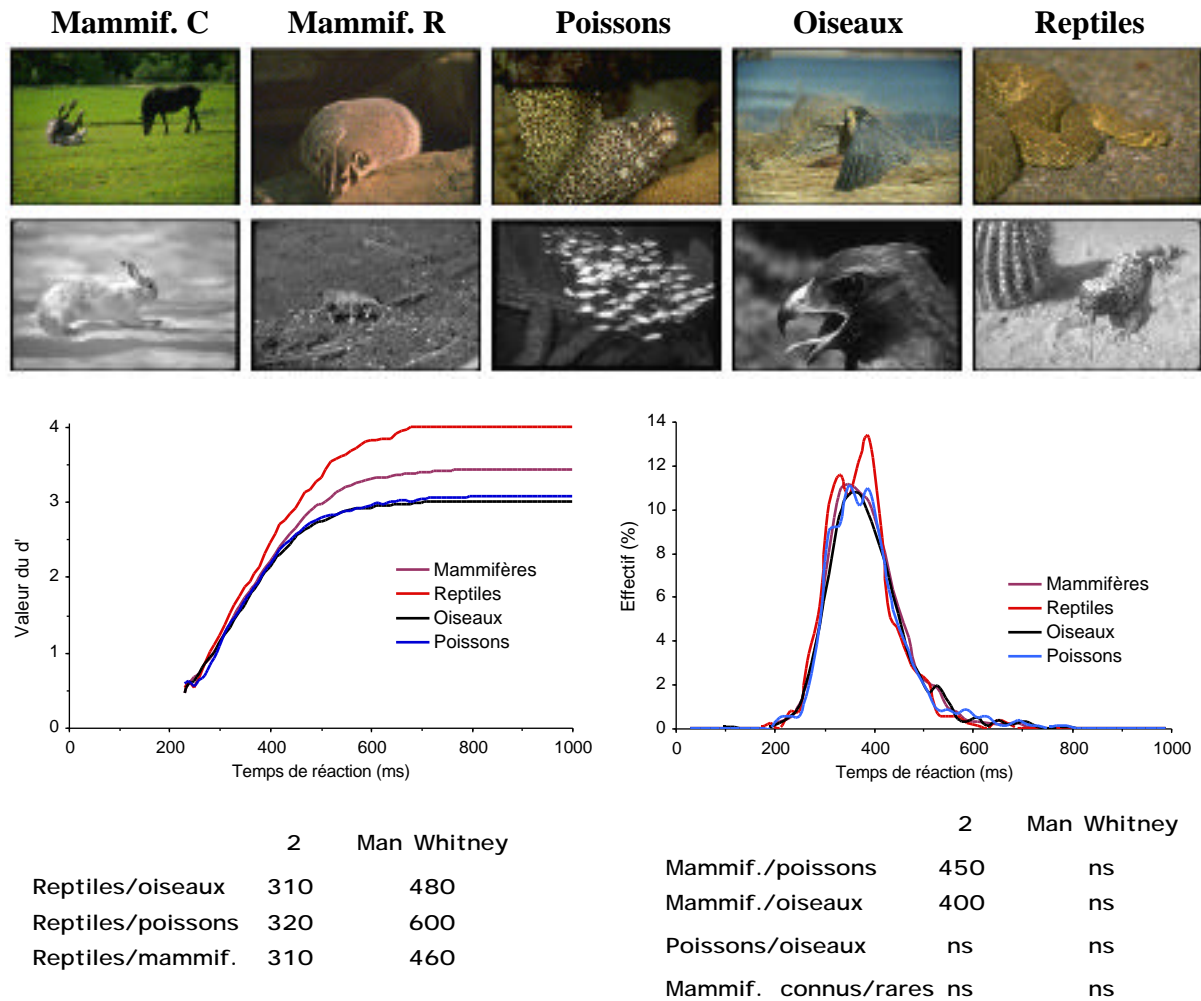 Mammif. C Mammif. R Poissons Oiseaux Reptiles
4
3
2
1
0
Valeur du d'
Mammifères
Reptiles
Oiseaux
Poissons
0 200 400 600 800 1000
Temps de réaction (ms)
14
12
10
8
6
4
2
0
Effectif (%)
Mammifères
Reptiles
Oiseaux
Poissons
0 200 400 600 800 1000
Temps de réaction (ms)
2 Man Whitney
Reptiles/oiseaux 310 480
Reptiles/poissons 320 600
Reptiles/mammif. 310 460
2 Man Whitney
Mammif./poissons 450 ns
Mammif./oiseaux 400 ns
Poissons/oiseaux ns ns
Mammif. connus/rares ns ns